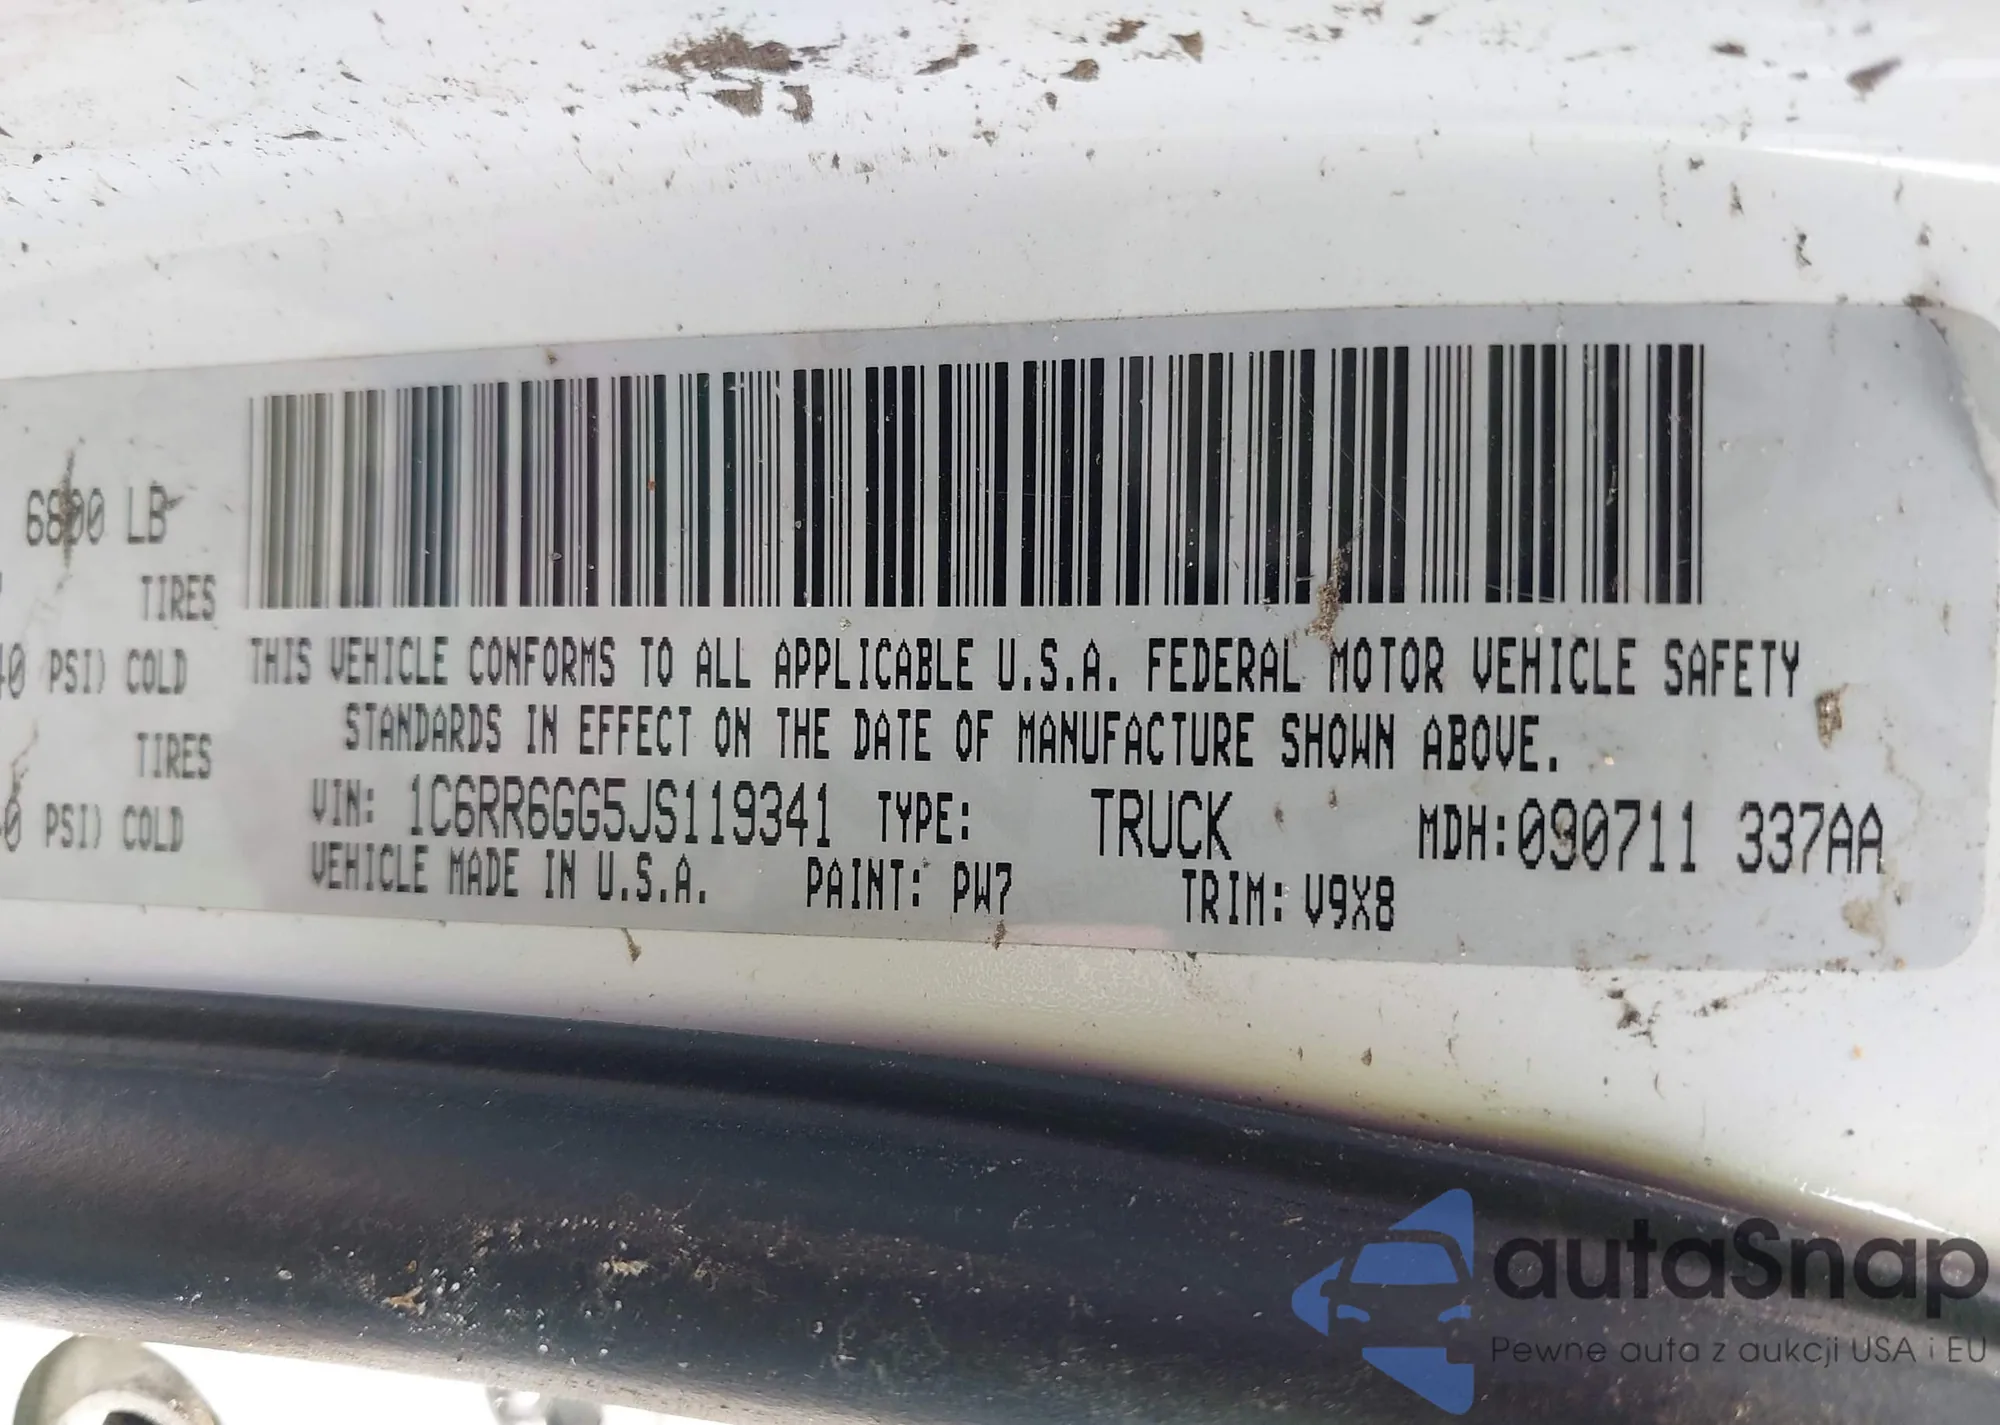 6800 LB
TIRES
40 PSI) COLD
TIRES
0 PSI) COLD
THIS VEHICLE CONFORMS TO ALL APPLICABLE U.S.A. FEDERAL MOTOR VEHICLE SAFETY
STANDARDS IN EFFECT ON THE DATE OF MANUFACTURE SHOWN ABOVE.
VIN: 1C6RR6GG5JS119341 TYPE: TRUCK MDH:090711 337AA
VEHICLE MADE IN U.S.A. PAINT: PW7 TRIM: V9X8
autaSnap
Pewne auta z aukcji USA i EU